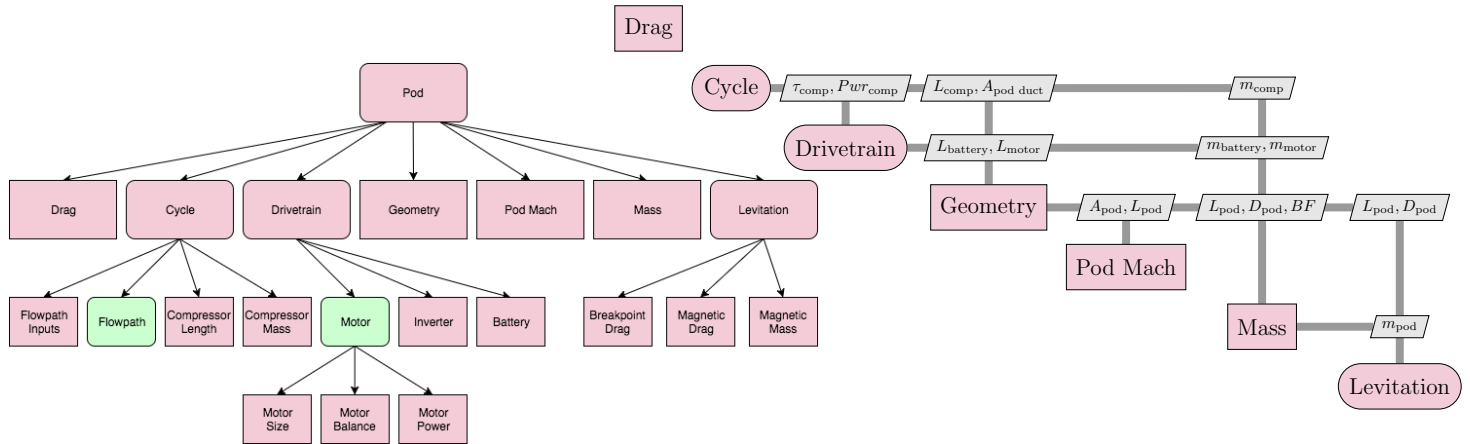 Pod
Drag
Cycle
Drivetrain
Geometry
Pod Mach
Mass
Levitation
Flowpath
Inputs
Flowpath
Compressor
Length
Compressor
Mass
Motor
Inverter
Battery
Breakpoint
Drag
Magnetic
Drag
Magnetic
Mass
Motor
Size
Motor
Balance
Motor
Power
Drag
Cycle
τcomp, Pwrcomp
Lcomp, Apod duct
mcomp
Drivetrain
Lbattery, Lmotor
mbattery, mmotor
Geometry
Apod, Lpod
Lpod, Dpod, BF
Lpod, Dpod
Pod Mach
Mass
mpod
Levitation